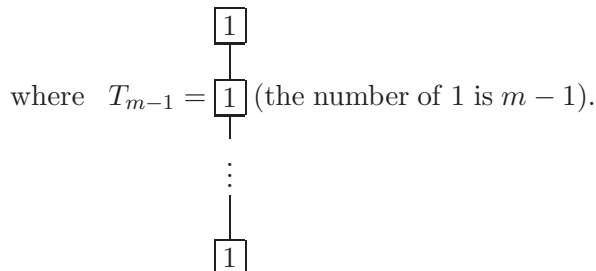 1
where T_{m−1} = 1 (the number of 1 is m − 1).
⋮
1